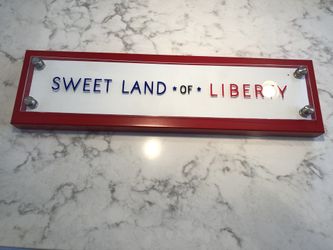 SWEET LAND ★ OF ★ LIBERTY